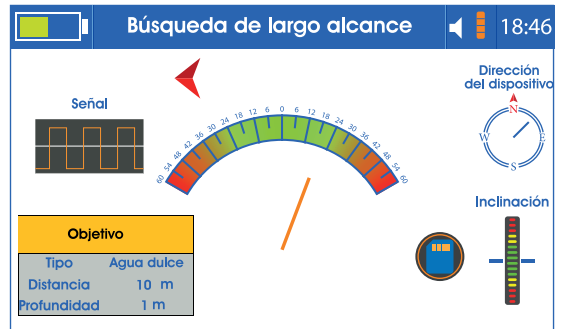 Búsqueda de largo alcance
18:46
Señal
Dirección
del dispositivo
60 54 48 42 36 30 24 18 12 6 0 6 12 18 24 30 36 42 48 54 60
N
W E
S
Inclinación
Objetivo
Tipo Agua dulce
Distancia 10 m
Profundidad 1 m